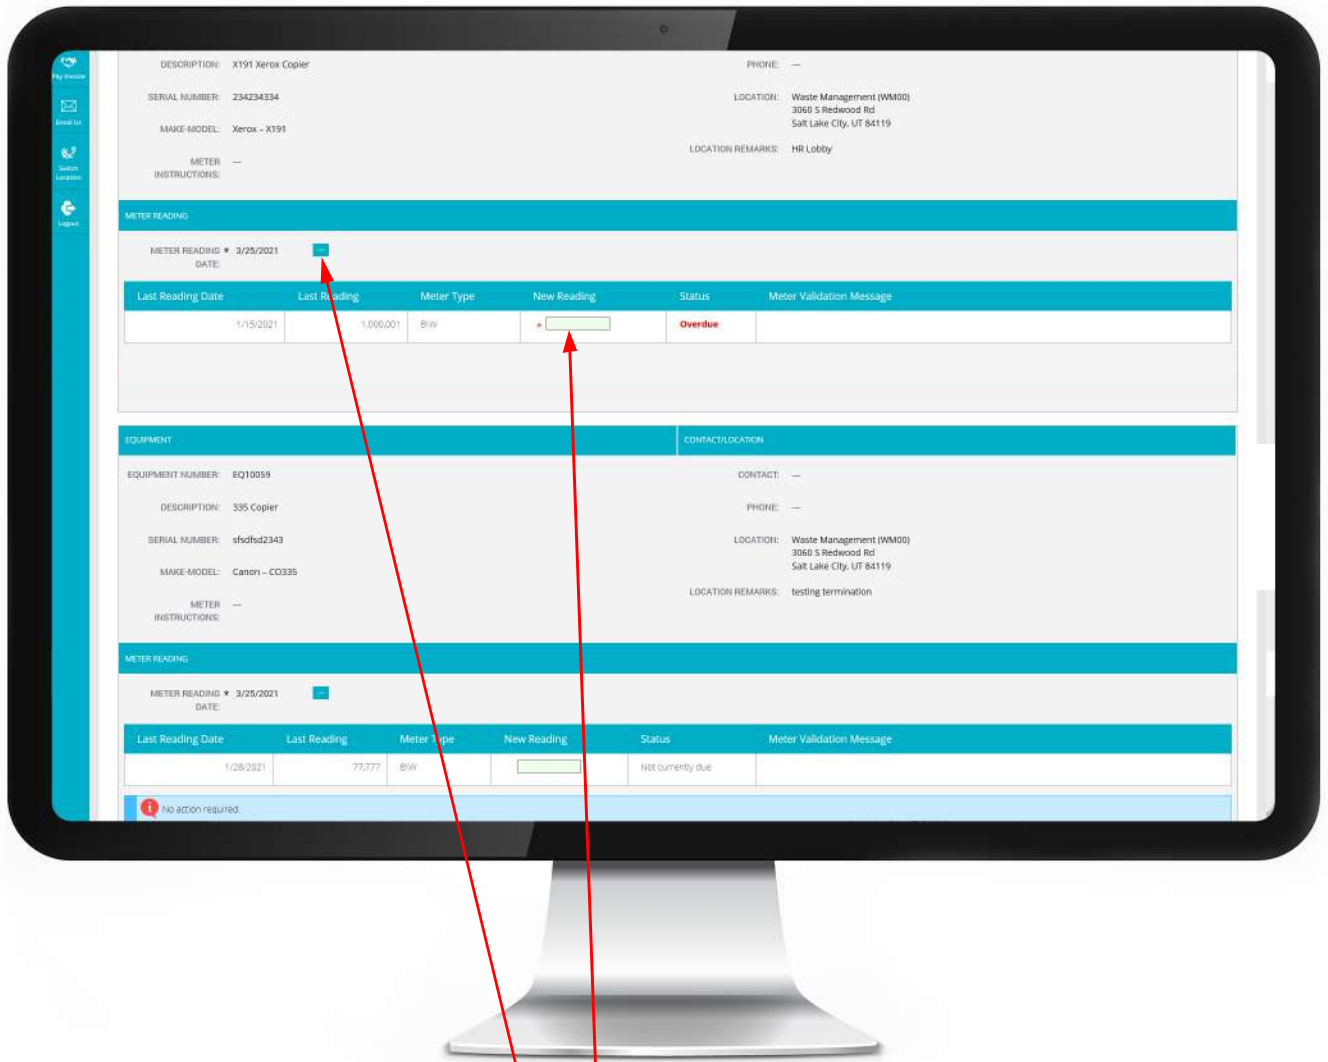 Pay Invoice
Email Us
Switch
Location
Logout
DESCRIPTION: X191 Xerox Copier
PHONE: —
SERIAL NUMBER: 234234334
LOCATION: Waste Management (WM00)
3060 S Redwood Rd
Salt Lake City, UT 84119
MAKE-MODEL: Xerox – X191
LOCATION REMARKS: HR Lobby
METER INSTRUCTIONS: —
METER READING
METER READING DATE: * 3/25/2021 ...
Last Reading Date Last Reading Meter Type New Reading Status Meter Validation Message
1/15/2021 1,000,001 B\W * Overdue
EQUIPMENT CONTACT/LOCATION
EQUIPMENT NUMBER: EQ10059
CONTACT: —
DESCRIPTION: 335 Copier
PHONE: —
SERIAL NUMBER: sfsdfsd2343
LOCATION: Waste Management (WM00)
3060 S Redwood Rd
Salt Lake City, UT 84119
MAKE-MODEL: Canon – CO335
LOCATION REMARKS: testing termination
METER INSTRUCTIONS: —
METER READING
METER READING DATE: * 3/25/2021 ...
Last Reading Date Last Reading Meter Type New Reading Status Meter Validation Message
1/28/2021 77,777 B\W Not currently due
No action required.